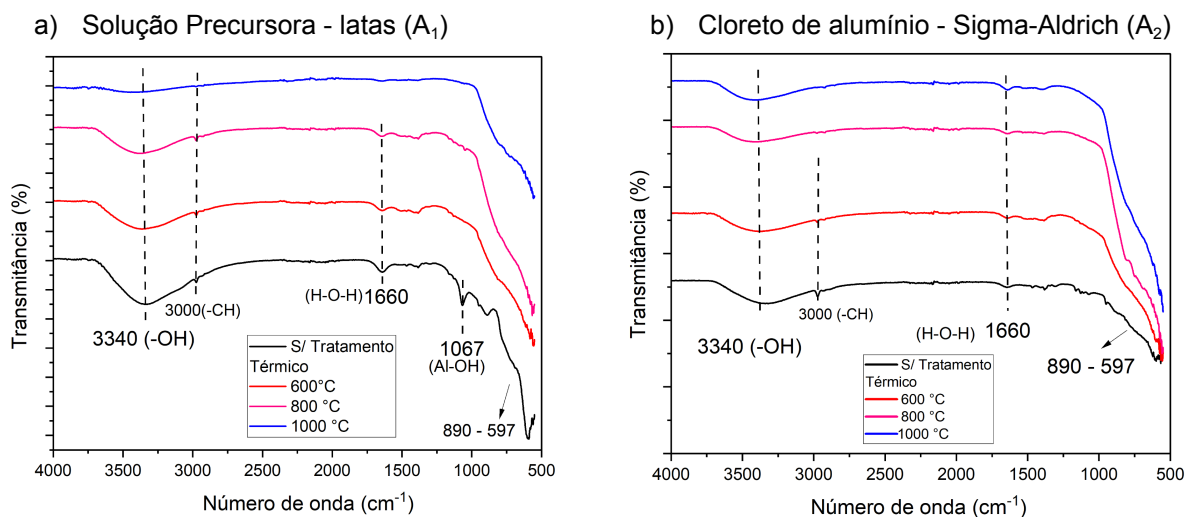 a) Solução Precursora - latas (A₁)
Transmitância (%)
3340 (-OH)
3000(-CH)
(H-O-H) 1660
1067
(Al-OH)
890 - 597
S/ Tratamento
Térmico
600°C
800 °C
1000 °C
4000 3500 3000 2500 2000 1500 1000 500
Número de onda (cm⁻¹)
b) Cloreto de alumínio - Sigma-Aldrich (A₂)
Transmitância (%)
3340 (-OH)
3000 (-CH)
(H-O-H) 1660
890 - 597
S/ Tratamento
Térmico
600 °C
800 °C
1000 °C
4000 3500 3000 2500 2000 1500 1000 500
Número de onda (cm⁻¹)